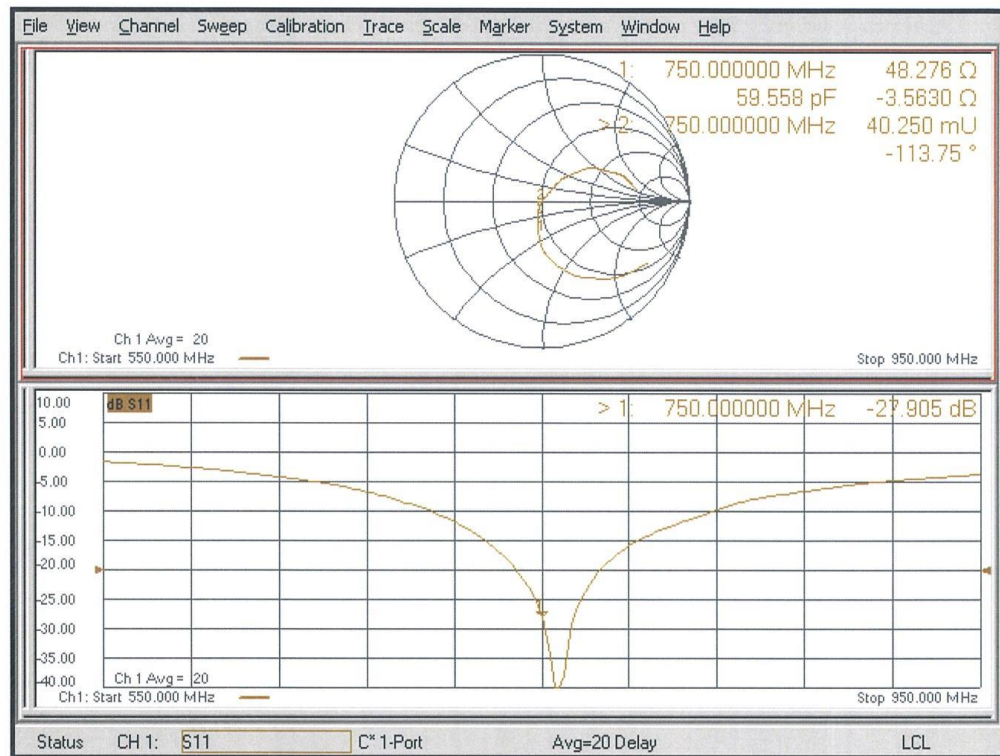 File View Channel Sweep Calibration Trace Scale Marker System Window Help
1: 750.000000 MHz 48.276 Ω
59.558 pF -3.5630 Ω
> 2: 750.000000 MHz 40.250 mU
-113.75 °
Ch 1 Avg = 20
Ch1: Start 550.000 MHz Stop 950.000 MHz
10.00 dB S11 > 1: 750.000000 MHz -27.905 dB
5.00
0.00
-5.00
-10.00
-15.00
-20.00
-25.00
-30.00
-35.00
-40.00 Ch 1 Avg = 20
Ch1: Start 550.000 MHz Stop 950.000 MHz
Status CH 1: S11 C* 1-Port Avg=20 Delay LCL